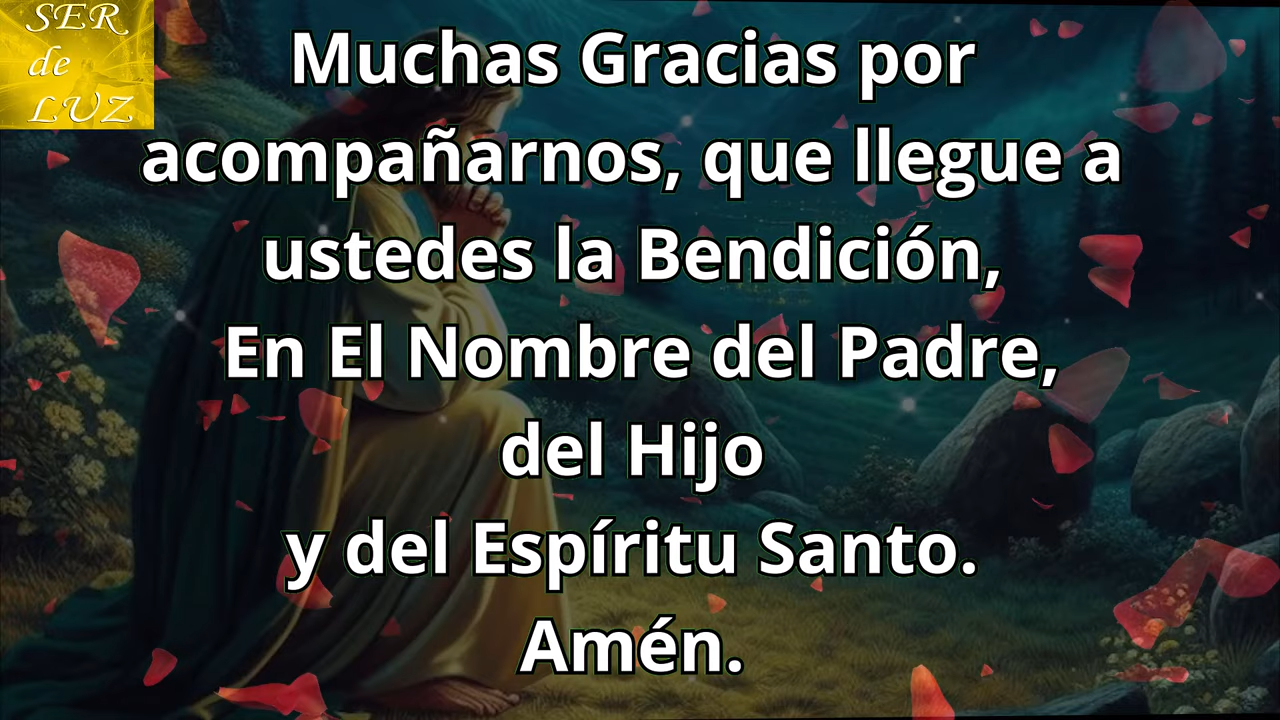 SER
de
LUZ
Muchas Gracias por
acompañarnos, que llegue a
ustedes la Bendición,
En El Nombre del Padre,
del Hijo
y del Espíritu Santo.
Amén.